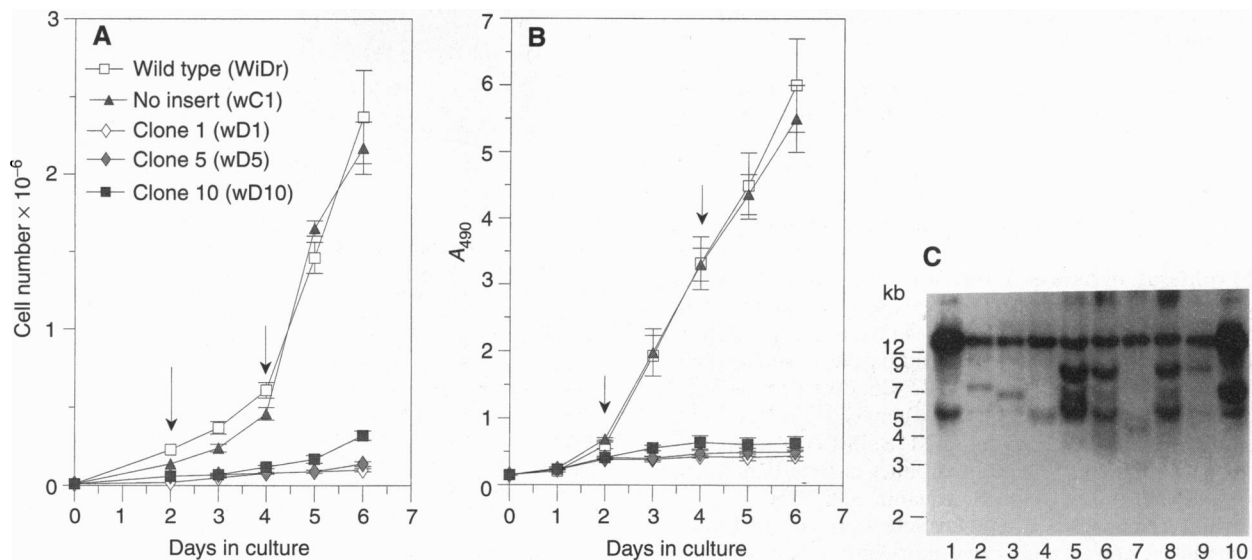 A
3
2
1
0
Cell number × 10⁻⁶
Wild type (WiDr)
No insert (wC1)
Clone 1 (wD1)
Clone 5 (wD5)
Clone 10 (wD10)
0 1 2 3 4 5 6 7
Days in culture
B
7
6
5
4
3
2
1
0
A₄₉₀
0 1 2 3 4 5 6 7
Days in culture
C
kb
12
9
7
5
4
3
2
1 2 3 4 5 6 7 8 9 10